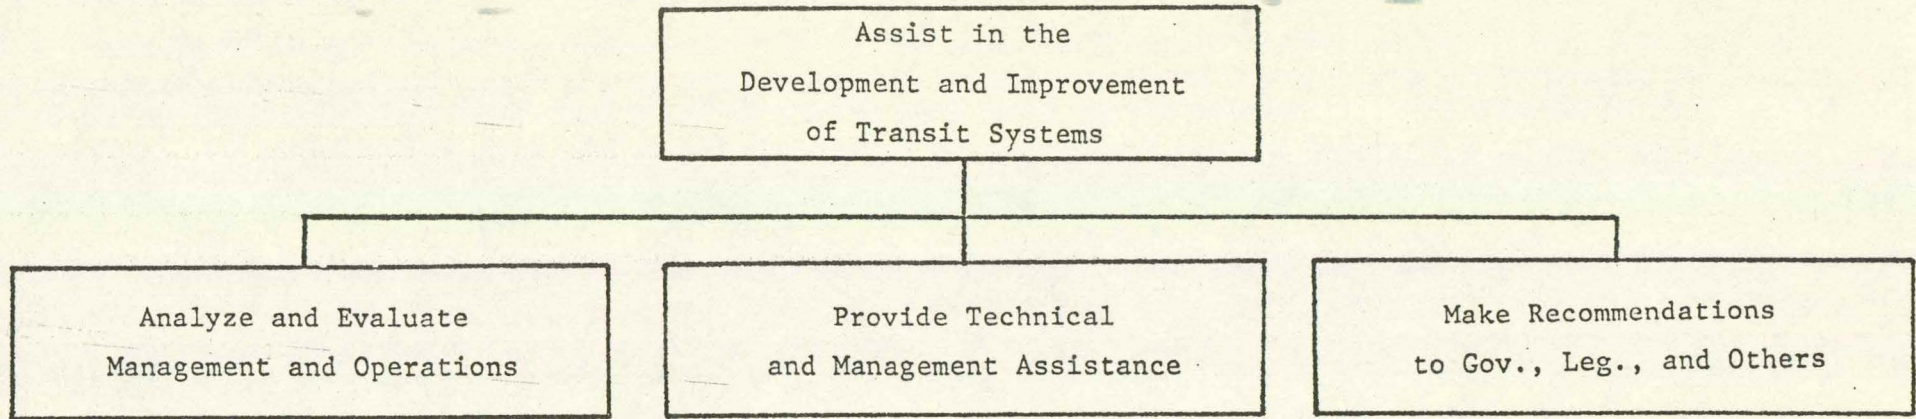 Assist in the
Development and Improvement
of Transit Systems
Analyze and Evaluate
Management and Operations
Provide Technical
and Management Assistance
Make Recommendations
to Gov., Leg., and Others